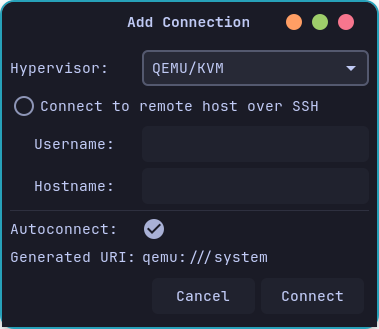 Add Connection
Hypervisor: QEMU/KVM
Connect to remote host over SSH
Username:
Hostname:
Autoconnect:
Generated URI: qemu:///system
Cancel Connect